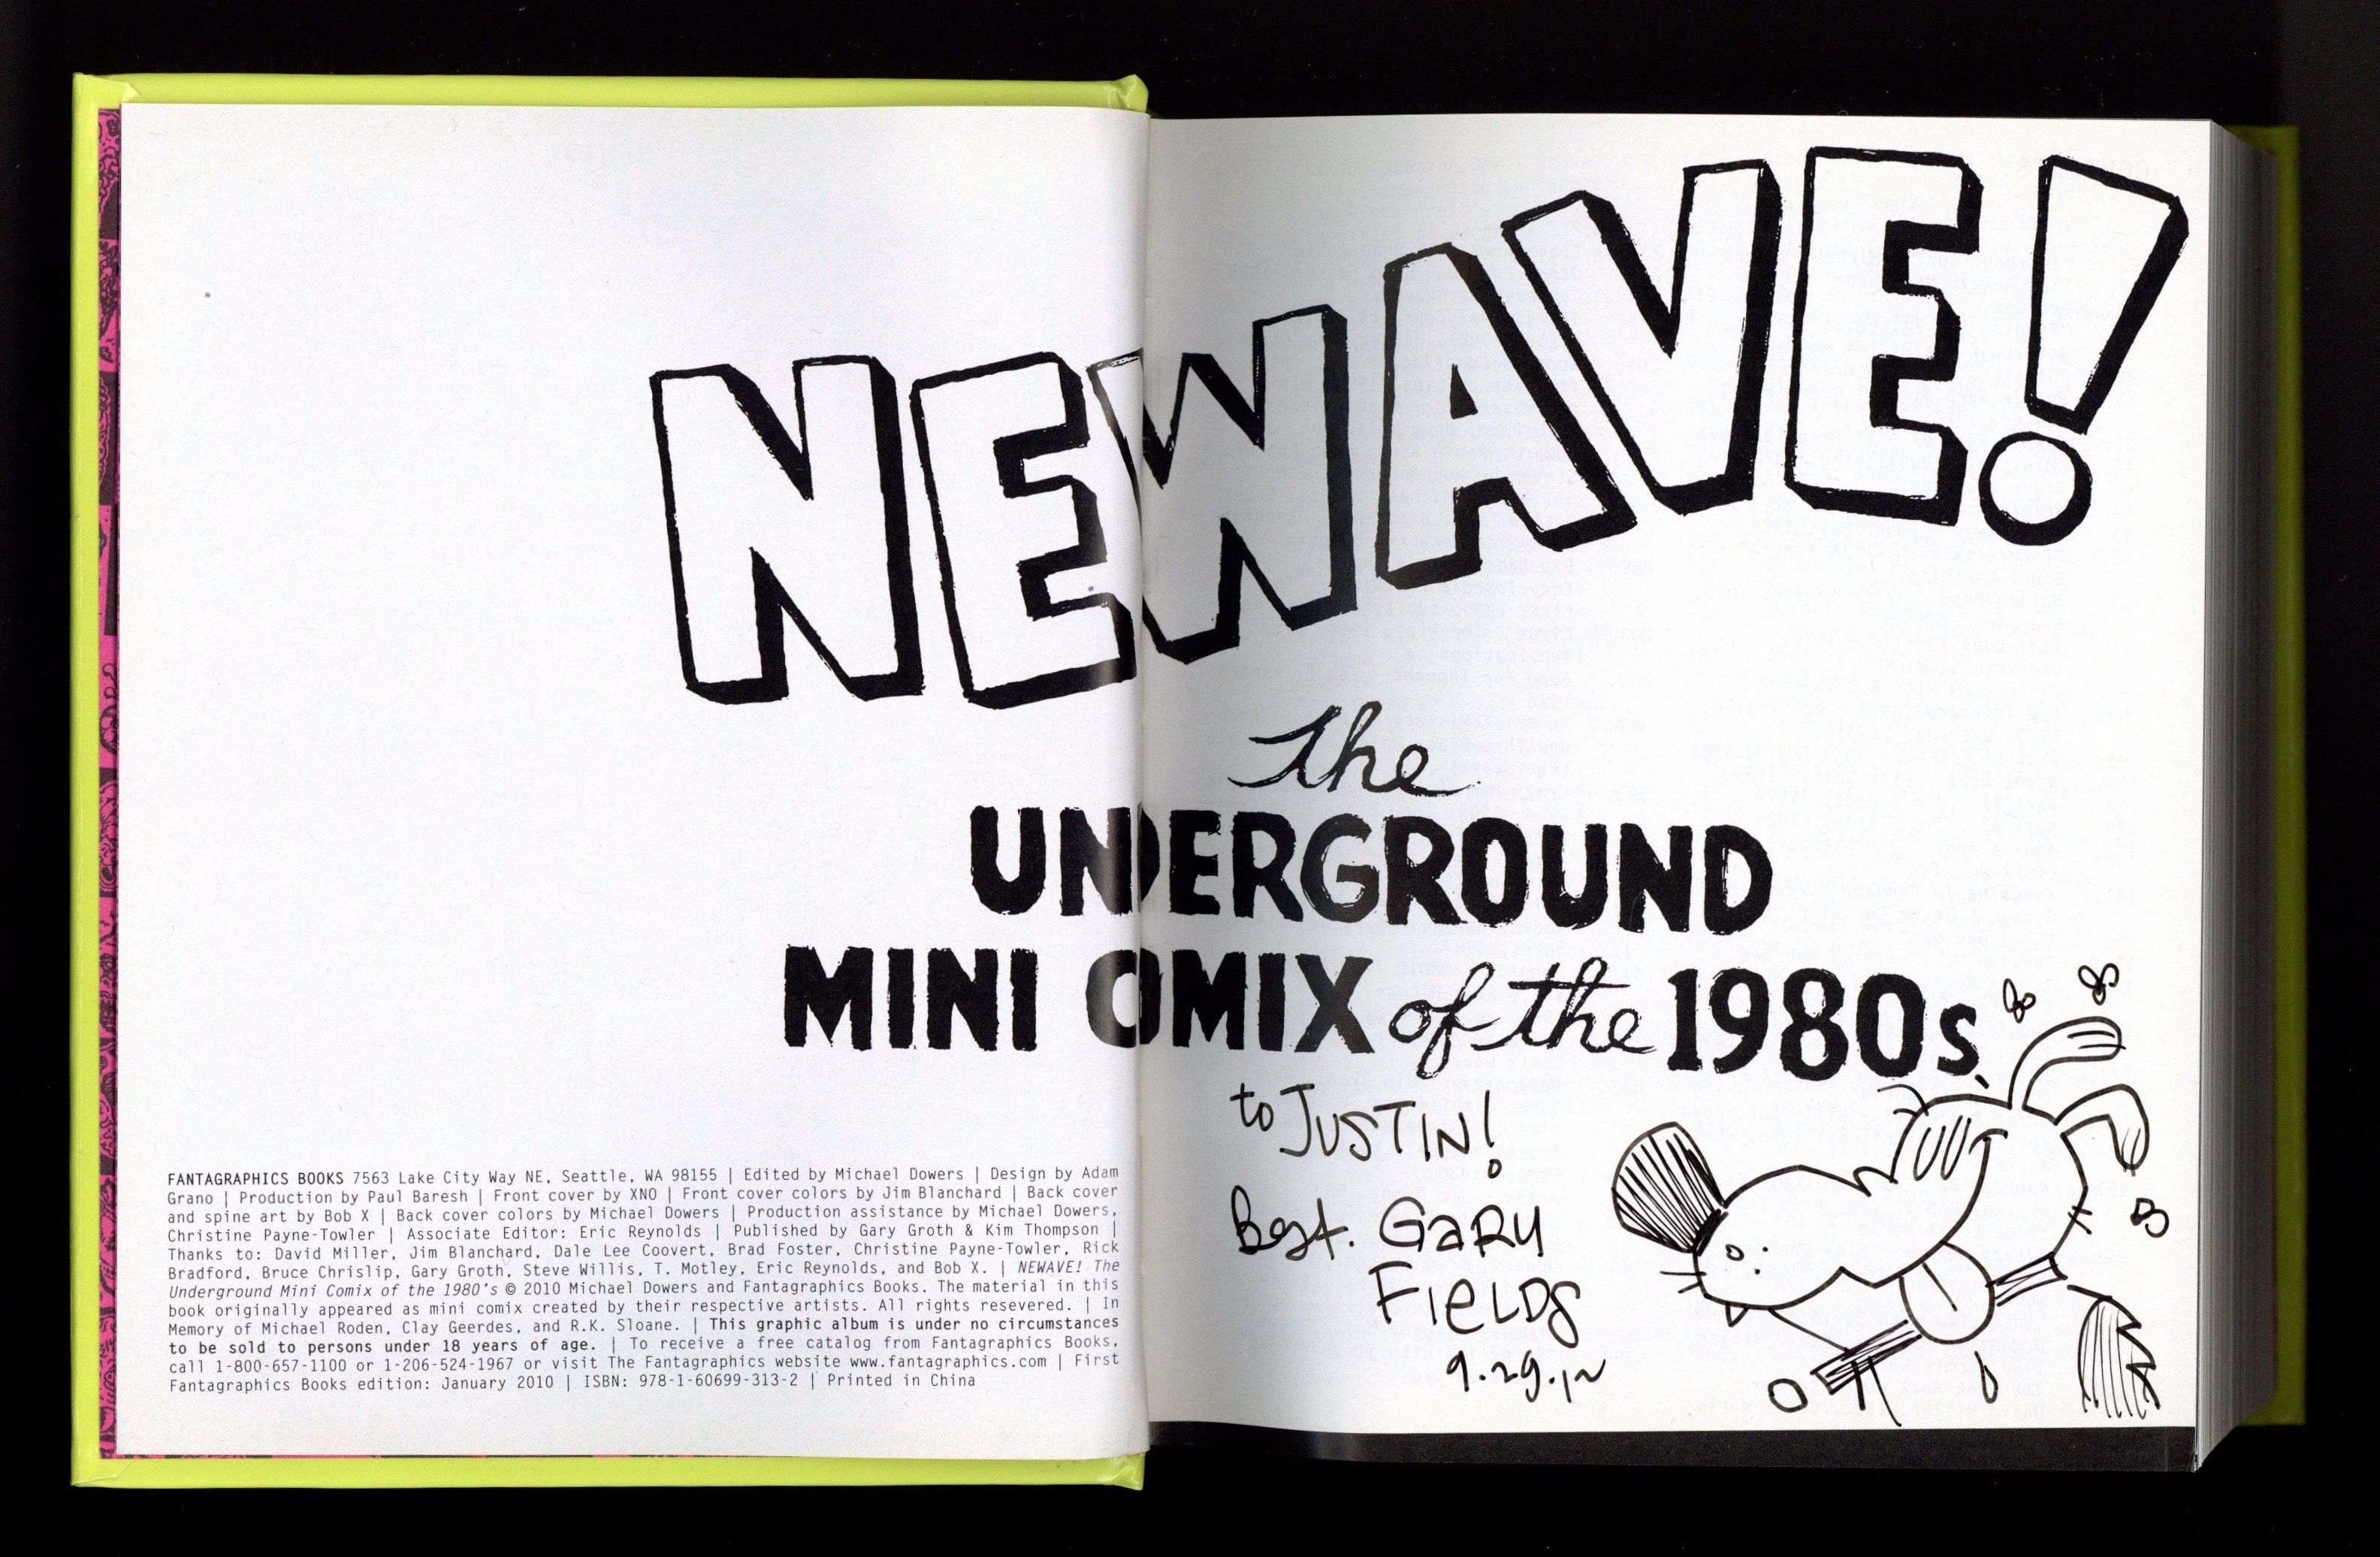 NEWAVE!
the
UNDERGROUND
MINI COMIX of the 1980s
to JUSTIN!
Best. GARY
FIELDS
9.29.12
FANTAGRAPHICS BOOKS 7563 Lake City Way NE, Seattle, WA 98155 | Edited by Michael Dowers | Design by Adam
Grano | Production by Paul Baresh | Front cover by XNO | Front cover colors by Jim Blanchard | Back cover
and spine art by Bob X | Back cover colors by Michael Dowers | Production assistance by Michael Dowers,
Christine Payne-Towler | Associate Editor: Eric Reynolds | Published by Gary Groth & Kim Thompson |
Thanks to: David Miller, Jim Blanchard, Dale Lee Coovert, Brad Foster, Christine Payne-Towler, Rick
Bradford, Bruce Chrislip, Gary Groth, Steve Willis, T. Motley, Eric Reynolds, and Bob X. | NEWAVE! The
Underground Mini Comix of the 1980's © 2010 Michael Dowers and Fantagraphics Books. The material in this
book originally appeared as mini comix created by their respective artists. All rights resevered. | In
Memory of Michael Roden, Clay Geerdes, and R.K. Sloane. | This graphic album is under no circumstances
to be sold to persons under 18 years of age. | To receive a free catalog from Fantagraphics Books,
call 1-800-657-1100 or 1-206-524-1967 or visit The Fantagraphics website www.fantagraphics.com | First
Fantagraphics Books edition: January 2010 | ISBN: 978-1-60699-313-2 | Printed in China